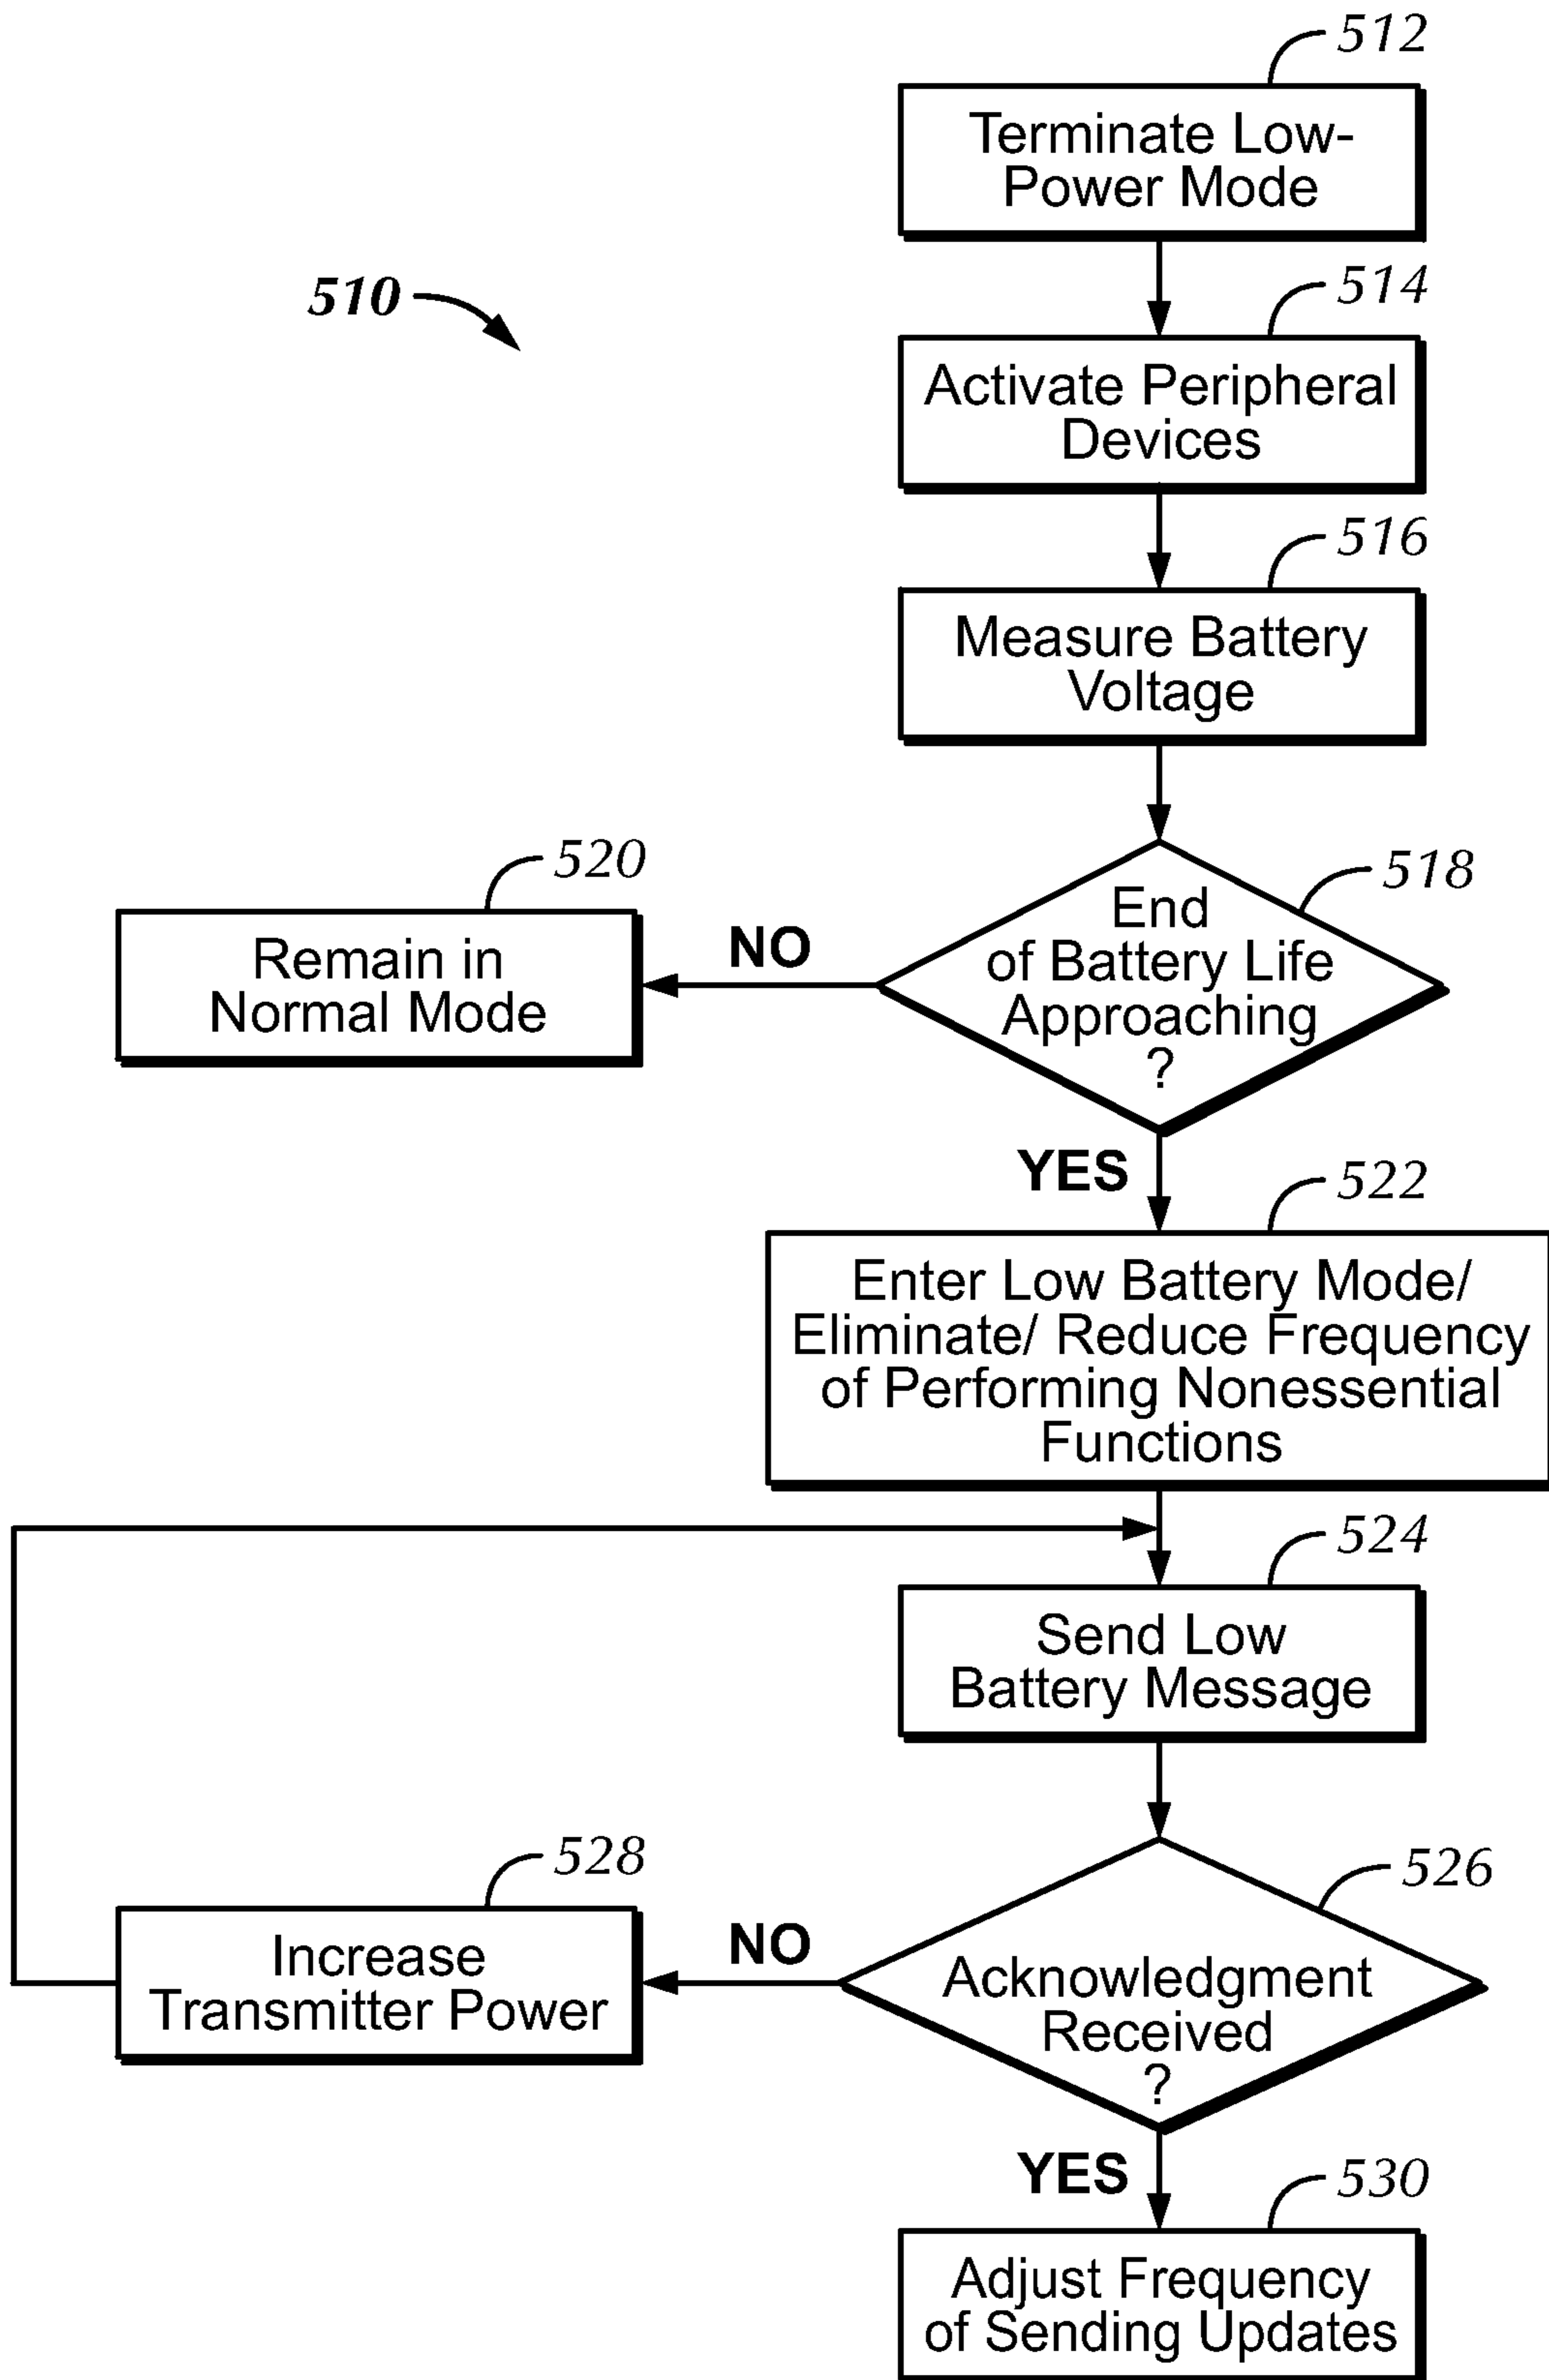 512
Terminate Low-
Power Mode
510
514
Activate Peripheral
Devices
516
Measure Battery
Voltage
518
End
of Battery Life
Approaching
?
NO
520
Remain in
Normal Mode
YES
522
Enter Low Battery Mode/
Eliminate/ Reduce Frequency
of Performing Nonessential
Functions
524
Send Low
Battery Message
526
Acknowledgment
Received
?
NO
528
Increase
Transmitter Power
YES
530
Adjust Frequency
of Sending Updates